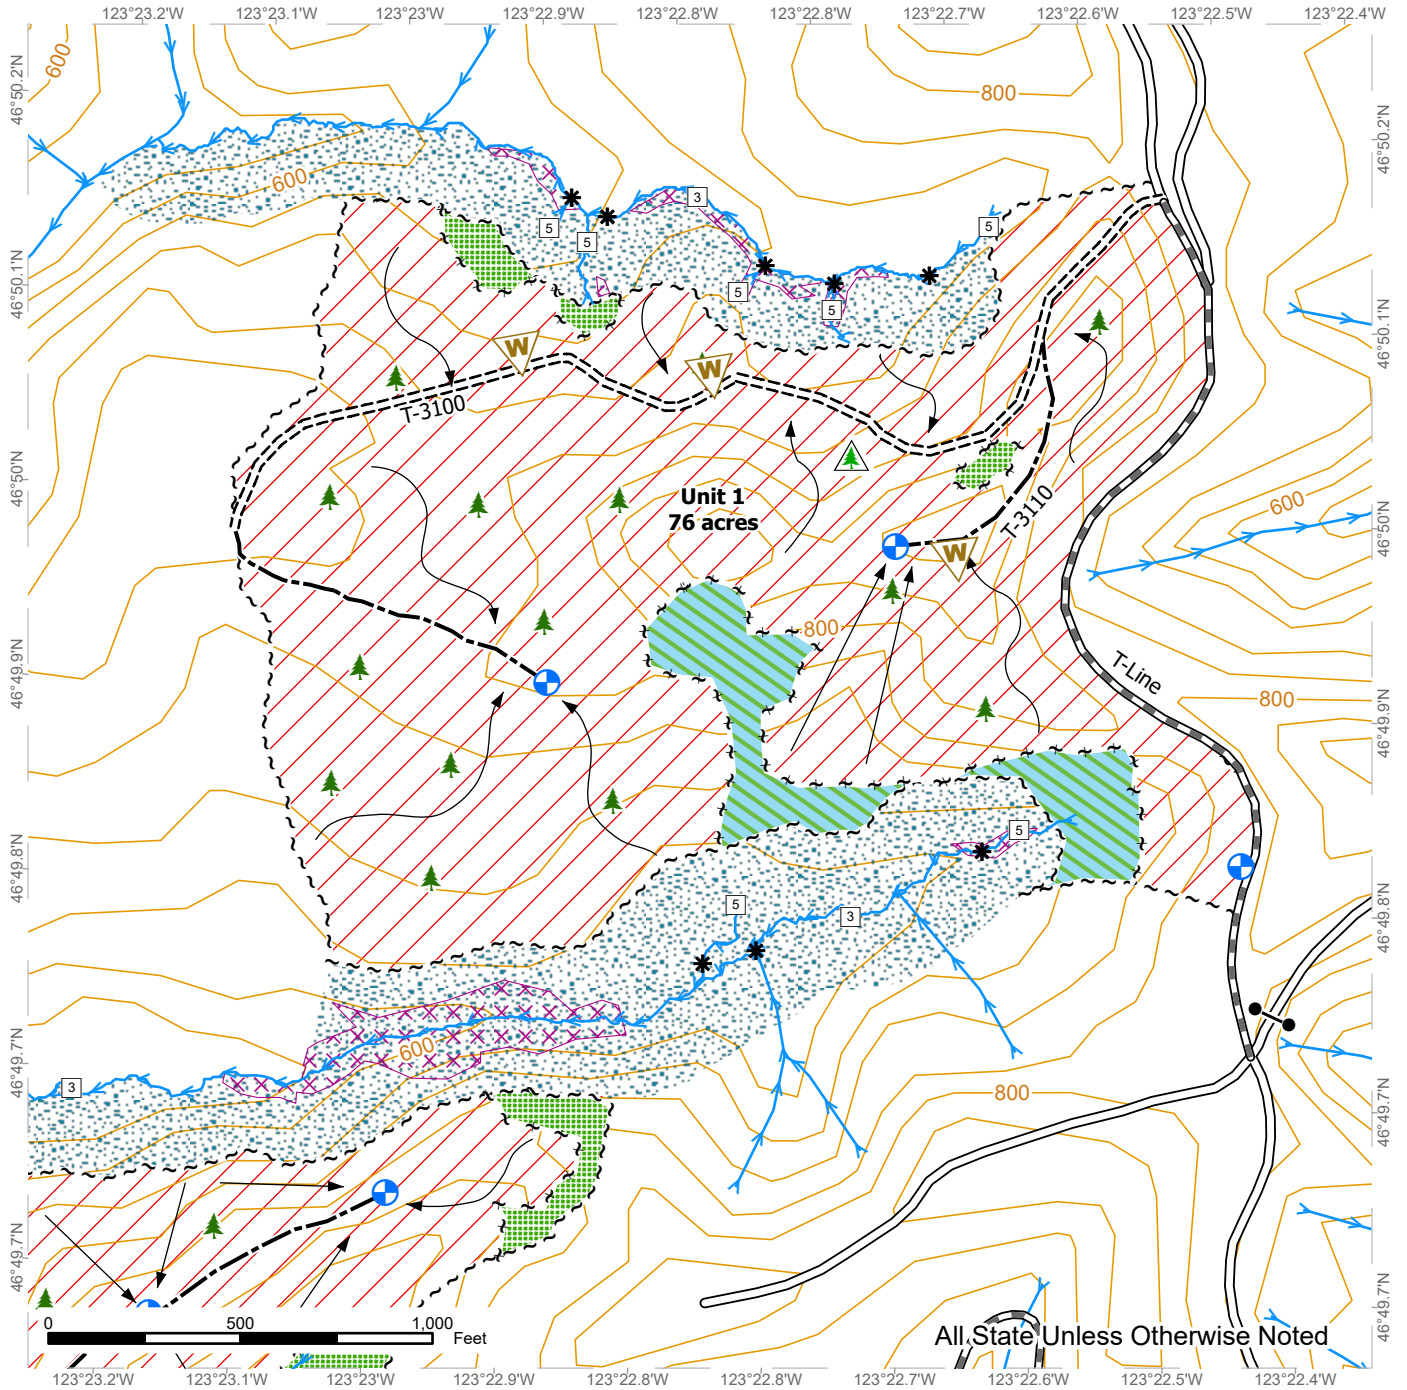 123°23.2'W 123°23.1'W 123°23'W 123°22.9'W 123°22.8'W 123°22.8'W 123°22.7'W 123°22.6'W 123°22.5'W 123°22.4'W
600
46°50.2'N
800
46°50.2'N
600
3
5
5
5
46°50.1'N
5
5
46°50.1'N
W
W
T-3100
46°50'N
Unit 1
76 acres
T-3110
600
46°50'N
W
800
46°49.9'N
T-Line
800
46°49.9'N
5
46°49.8'N
5
3
46°49.8'N
600
46°49.7'N
3
800
46°49.7'N
46°49.7'N
46°49.7'N
0 500 1,000
Feet
All State Unless Otherwise Noted
123°23.2'W 123°23.1'W 123°23'W 123°22.9'W 123°22.8'W 123°22.8'W 123°22.7'W 123°22.6'W 123°22.5'W 123°22.4'W